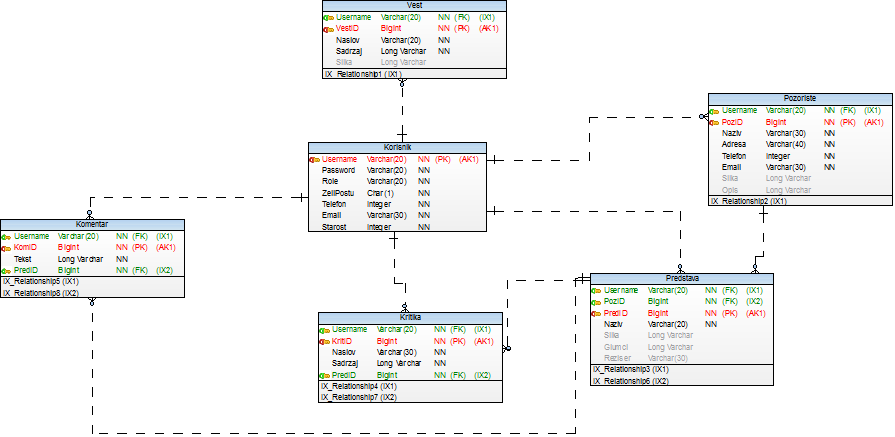 Vest
Username Varchar(20) NN (FK) (IX1)
VestID BigInt NN (PK) (AK1)
Naslov Varchar(20) NN
Sadrzaj Long Varchar NN
Slika Long Varchar
IX_Relationship1 (IX1)
Pozoriste
Username Varchar(20) NN (FK) (IX1)
PozID BigInt NN (PK) (AK1)
Naziv Varchar(30) NN
Adresa Varchar(40) NN
Telefon Integer NN
Email Varchar(30) NN
Slika Long Varchar
Opis Long Varchar
IX_Relationship2 (IX1)
Korisnik
Username Varchar(20) NN (PK) (AK1)
Password Varchar(20) NN
Role Varchar(20) NN
ZeliPostu Char(1) NN
Telefon Integer NN
Email Varchar(30) NN
Starost Integer NN
Komentar
Username Varchar(20) NN (FK) (IX1)
KomID BigInt NN (PK) (AK1)
Tekst Long Varchar NN
PredID BigInt NN (FK) (IX2)
IX_Relationship5 (IX1)
IX_Relationship8 (IX2)
Predstava
Username Varchar(20) NN (FK) (IX1)
PozID BigInt NN (FK) (IX2)
PredID BigInt NN (PK) (AK1)
Naziv Varchar(20) NN
Slika Long Varchar
Glumci Long Varchar
Reziser Varchar(30)
IX_Relationship3 (IX1)
IX_Relationship6 (IX2)
Kritika
Username Varchar(20) NN (FK) (IX1)
KritID BigInt NN (PK) (AK1)
Naslov Varchar(30) NN
Sadrzaj Long Varchar NN
PredID BigInt NN (FK) (IX2)
IX_Relationship4 (IX1)
IX_Relationship7 (IX2)